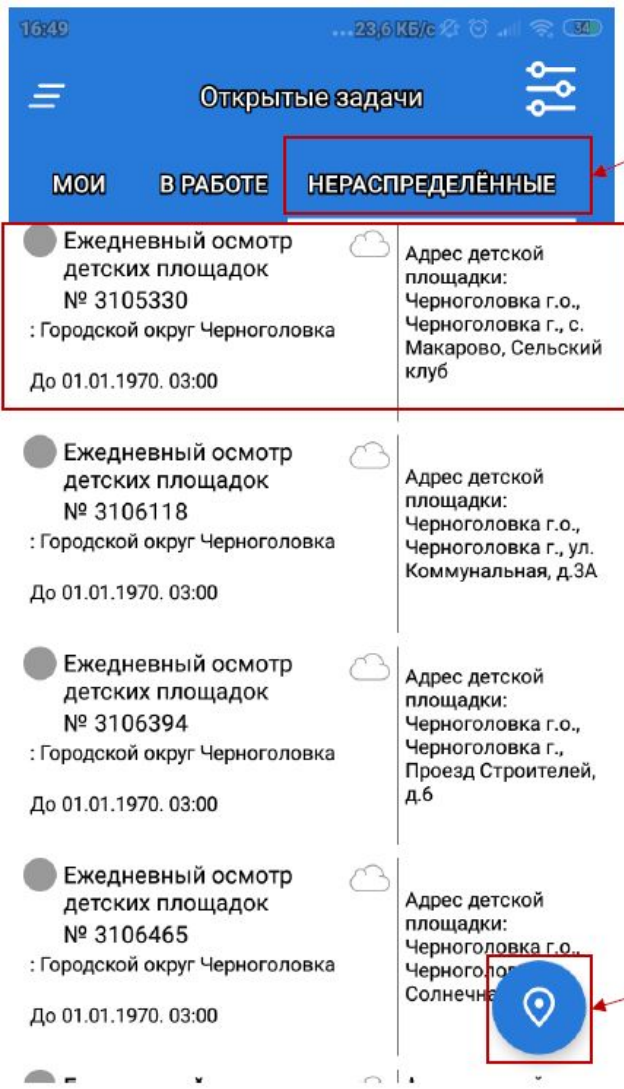 16:49
...23,6 КБ/с 34
Открытые задачи
МОИ В РАБОТЕ НЕРАСПРЕДЕЛЁННЫЕ
Ежедневный осмотр
детских площадок
№ 3105330
: Городской округ Черноголовка
До 01.01.1970. 03:00
Адрес детской
площадки:
Черноголовка г.о.,
Черноголовка г., с.
Макарово, Сельский
клуб
Ежедневный осмотр
детских площадок
№ 3106118
: Городской округ Черноголовка
До 01.01.1970. 03:00
Адрес детской
площадки:
Черноголовка г.о.,
Черноголовка г., ул.
Коммунальная, д.3А
Ежедневный осмотр
детских площадок
№ 3106394
: Городской округ Черноголовка
До 01.01.1970. 03:00
Адрес детской
площадки:
Черноголовка г.о.,
Черноголовка г.,
Проезд Строителей,
д.6
Ежедневный осмотр
детских площадок
№ 3106465
: Городской округ Черноголовка
До 01.01.1970. 03:00
Адрес детской
площадки:
Черноголовка г.о.,